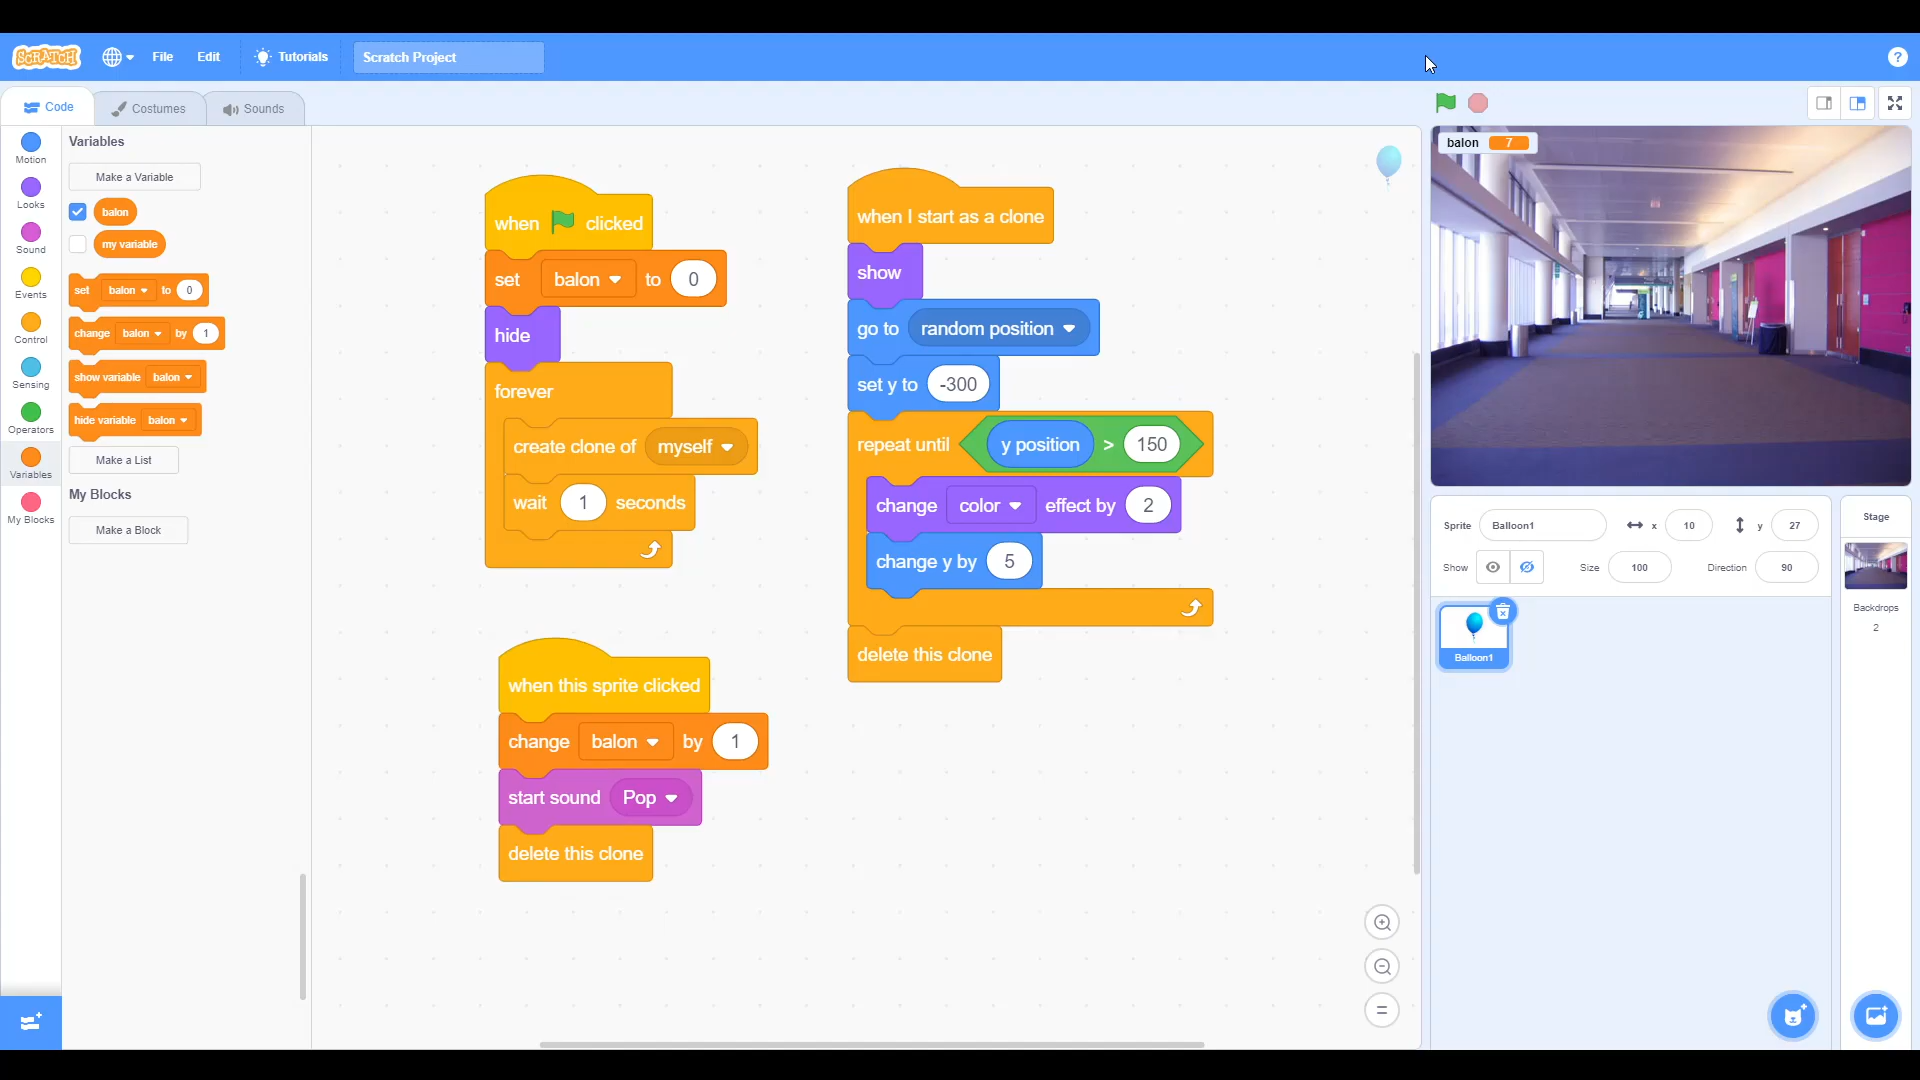 SCRATCH File Edit Tutorials Scratch Project ?
Code Costumes Sounds
Motion
Looks
Sound
Events
Control
Sensing
Operators
Variables
My Blocks
Variables
Make a Variable
balon
my variable
set balon to 0
change balon by 1
show variable balon
hide variable balon
Make a List
My Blocks
Make a Block
when clicked
set balon to 0
hide
forever
create clone of myself
wait 1 seconds
when this sprite clicked
change balon by 1
start sound Pop
delete this clone
when I start as a clone
show
go to random position
set y to -300
repeat until y position > 150
change color effect by 2
change y by 5
delete this clone
balon 7
Sprite Balloon1 x 10 y 27
Show Size 100 Direction 90
Balloon1
Stage
Backdrops
2